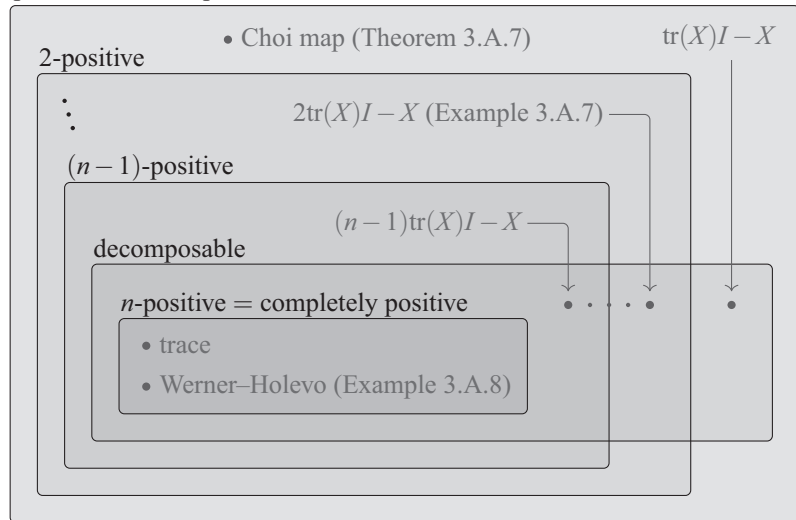 • Choi map (Theorem 3.A.7)
tr(X)I − X
2-positive
2tr(X)I − X (Example 3.A.7)
(n − 1)-positive
(n − 1)tr(X)I − X
decomposable
n-positive = completely positive
• trace
• Werner–Holevo (Example 3.A.8)